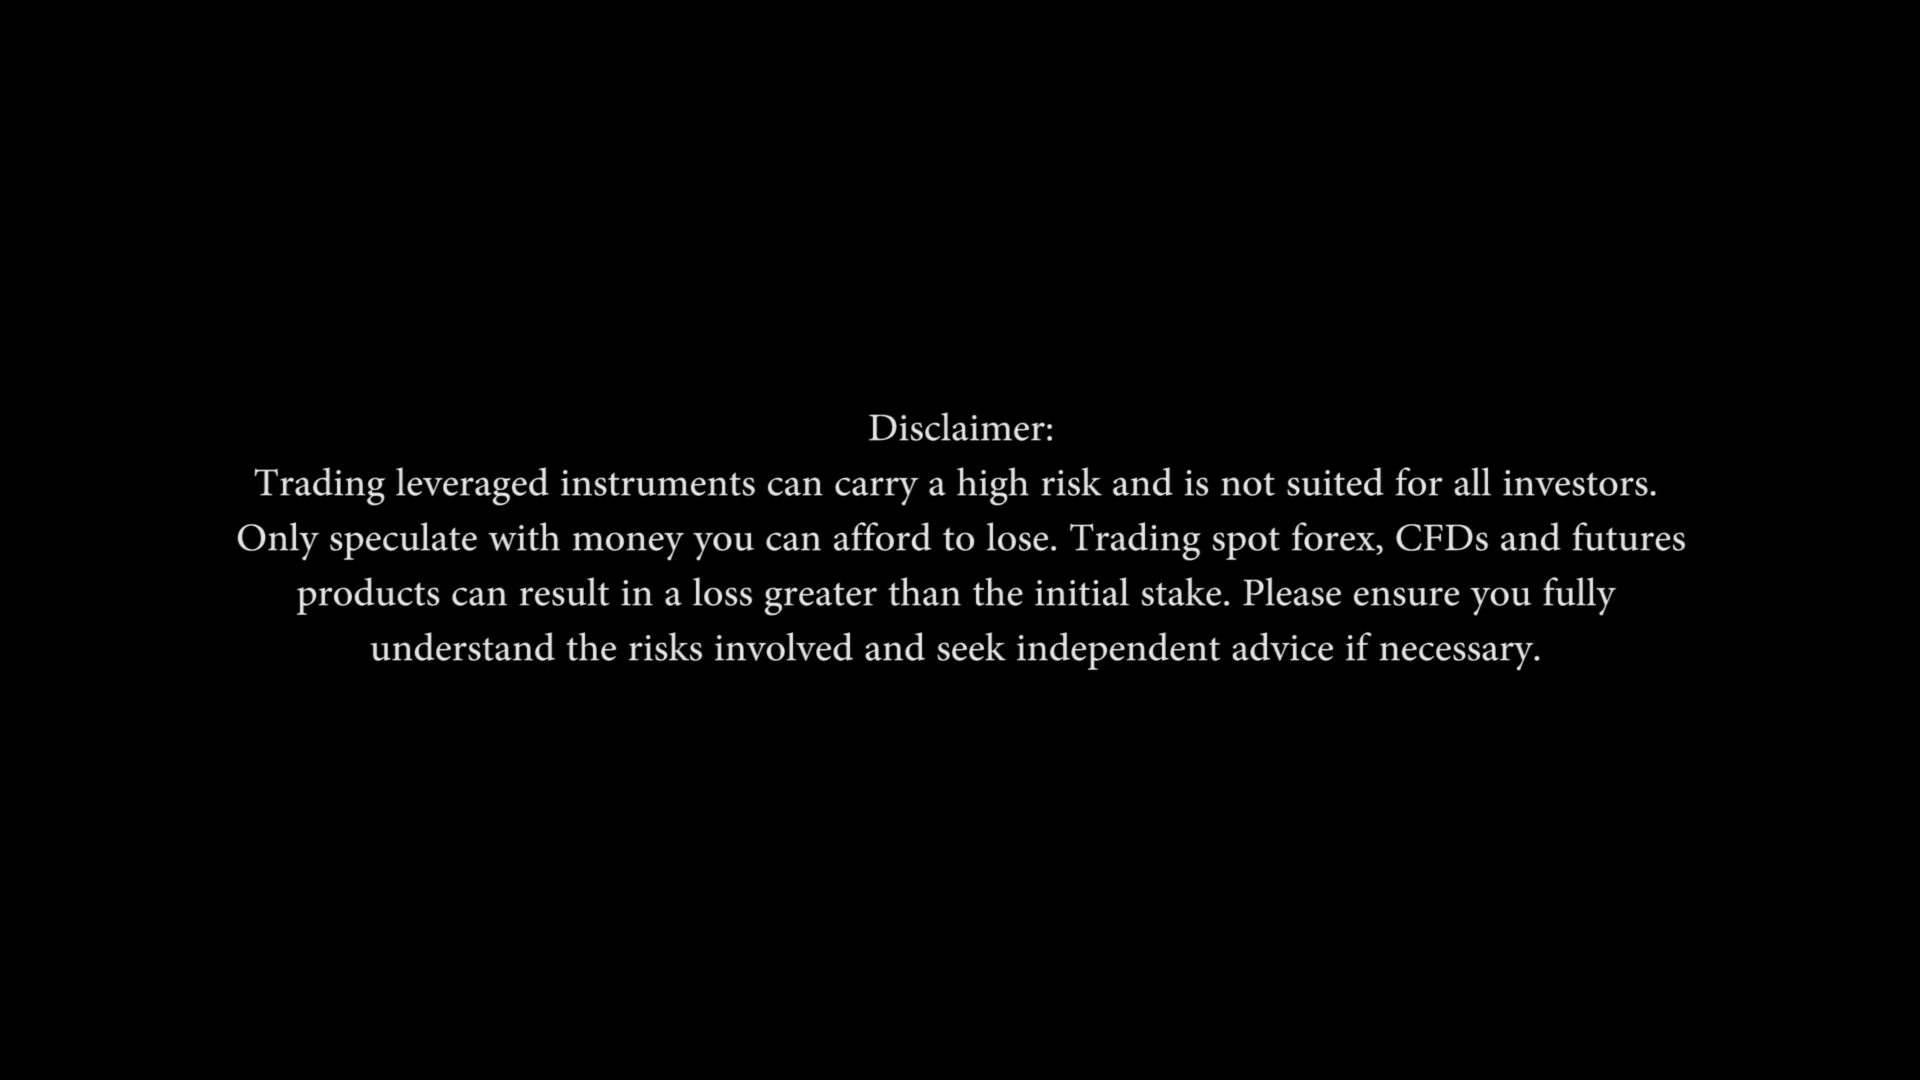 Disclaimer:
Trading leveraged instruments can carry a high risk and is not suited for all investors.
Only speculate with money you can afford to lose. Trading spot forex, CFDs and futures
products can result in a loss greater than the initial stake. Please ensure you fully
understand the risks involved and seek independent advice if necessary.